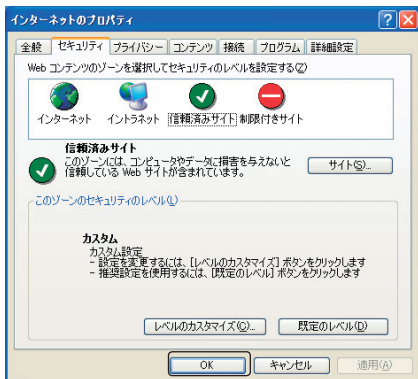 インターネットのプロパティ
全般 セキュリティ プライバシー コンテンツ 接続 プログラム 詳細設定
Web コンテンツのゾーンを選択してセキュリティのレベルを設定する(Z)
インターネット イントラネット 信頼済みサイト 制限付きサイト
信頼済みサイト
このゾーンには、コンピュータやデータに損害を与えないと
信頼している Web サイトが含まれています。
サイト(S)...
このゾーンのセキュリティのレベル(L)
カスタム
カスタム設定
- 設定を変更するには、[レベルのカスタマイズ] ボタンをクリックします
- 推奨設定を使用するには、[既定のレベル] ボタンをクリックします
レベルのカスタマイズ(C)... 既定のレベル(D)
OK キャンセル 適用(A)